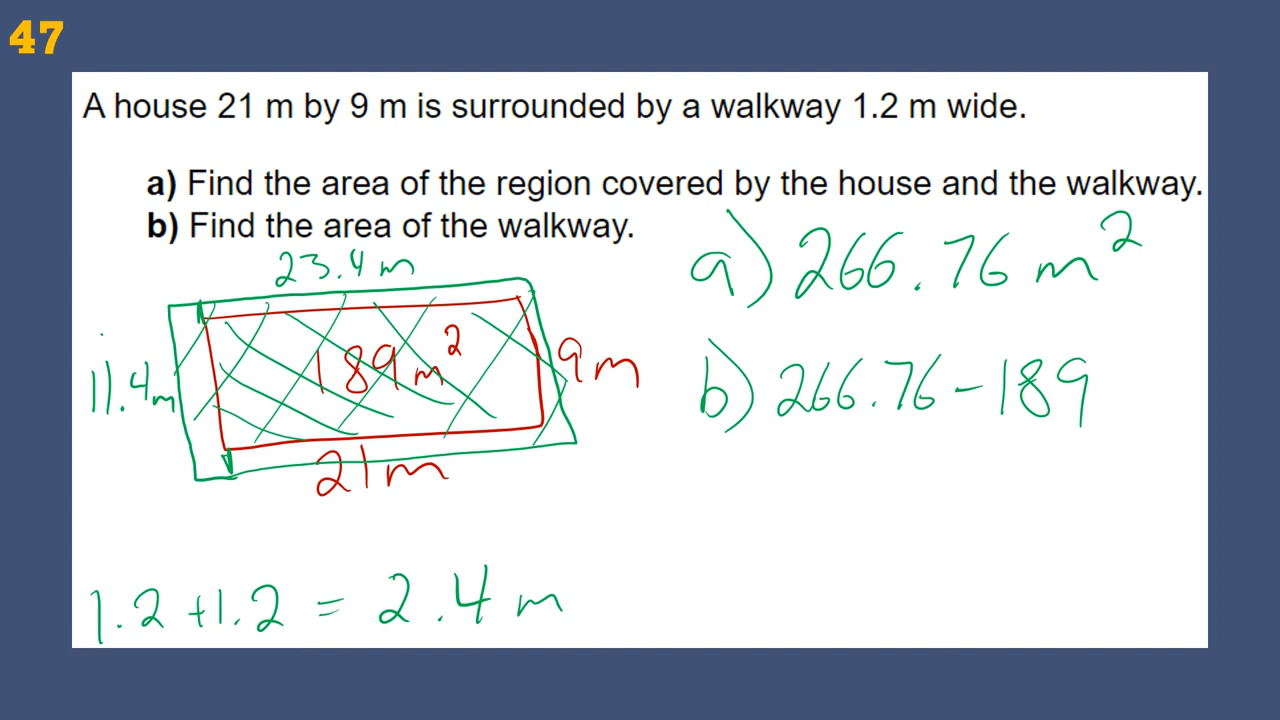 47
A house 21 m by 9 m is surrounded by a walkway 1.2 m wide.
a) Find the area of the region covered by the house and the walkway.
b) Find the area of the walkway.
23.4 m
a) 266.76 m²
189 m²
9 m
11.4 m
b) 266.76 - 189
21 m
1.2 + 1.2 = 2.4 m